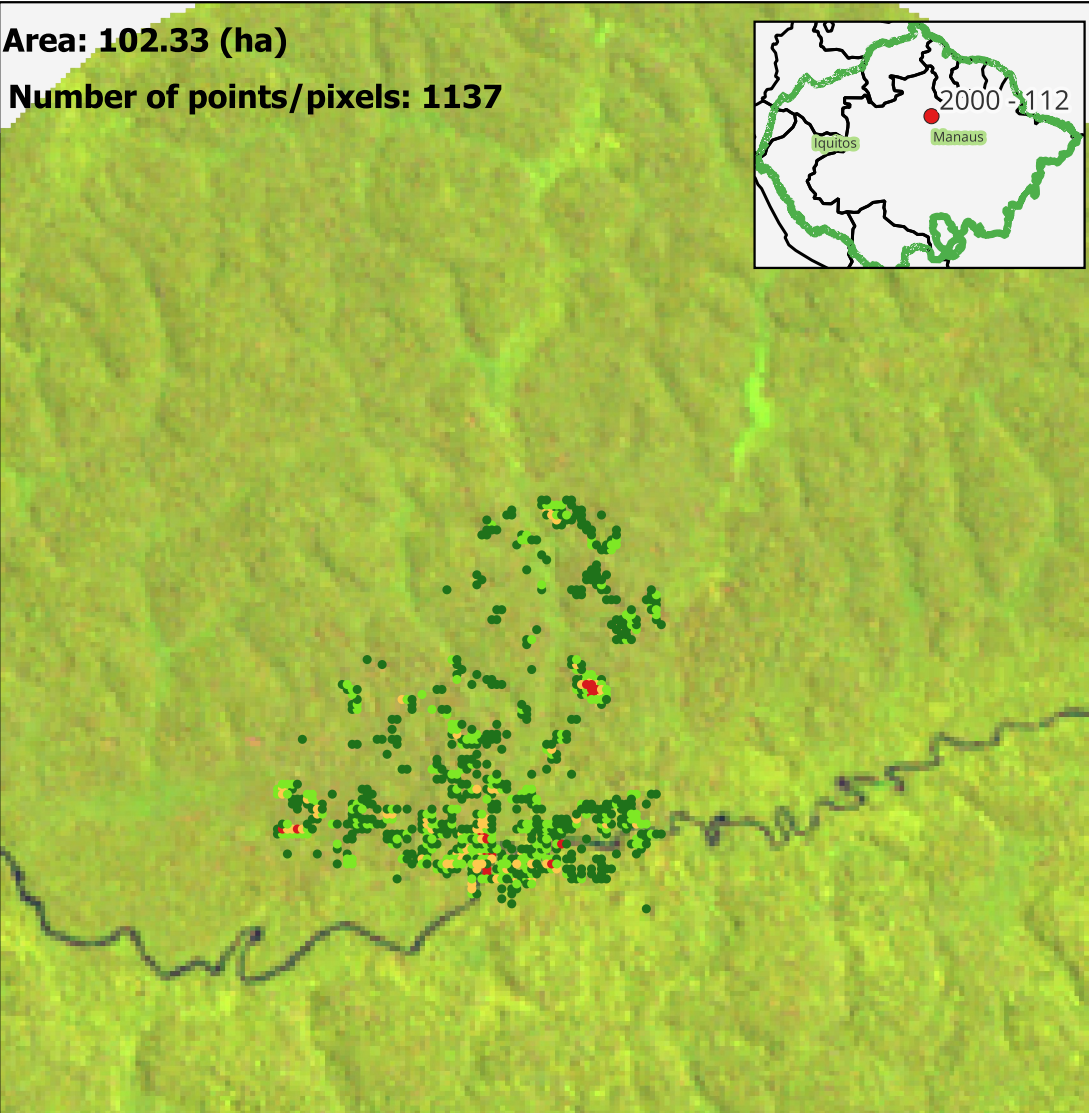 Area: 102.33 (ha)
Number of points/pixels: 1137
2000 - 112
Manaus
Iquitos